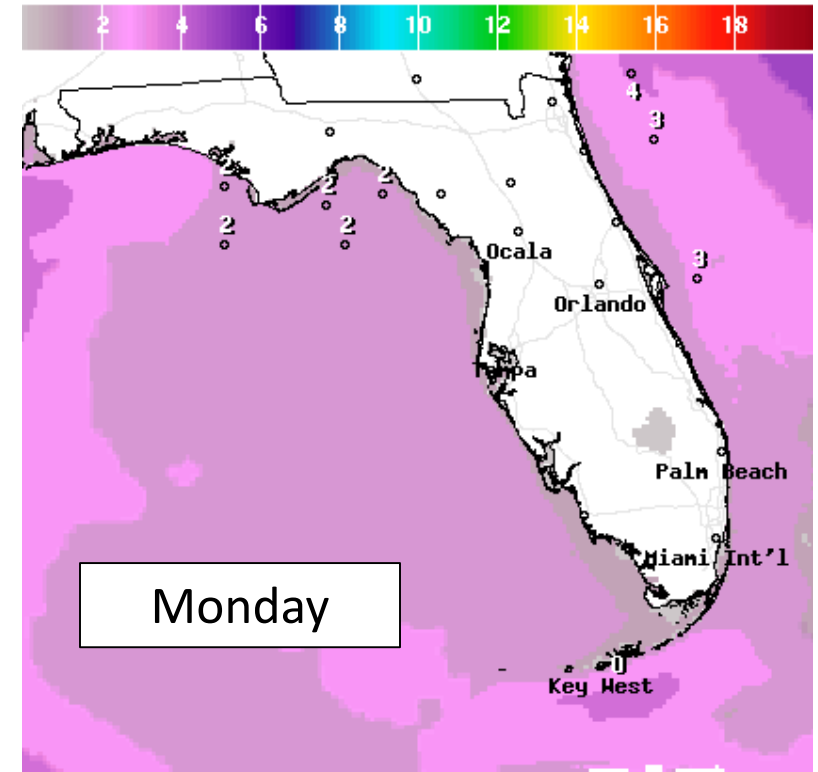 2 4 6 8 10 12 14 16 18
4
3
2
2 2
2 2
Ocala
3
Orlando
Tampa
Palm Beach
Miami Int'l
Monday
0
Key West